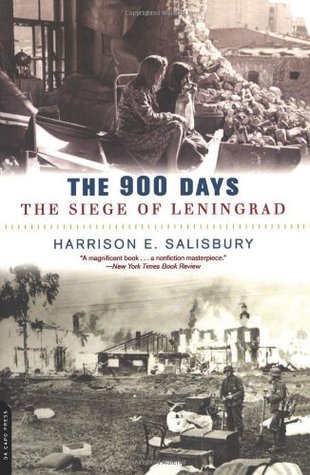 THE 900 DAYS
THE SIEGE OF LENINGRAD
HARRISON E. SALISBURY
"A magnificent book . . . a nonfiction masterpiece."
—New York Times Book Review
DA CAPO PRESS